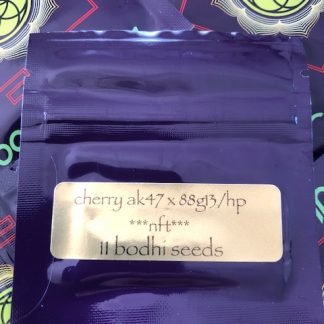 cherry ak47 x 88g13/hp
***nft***
11 bodhi seeds